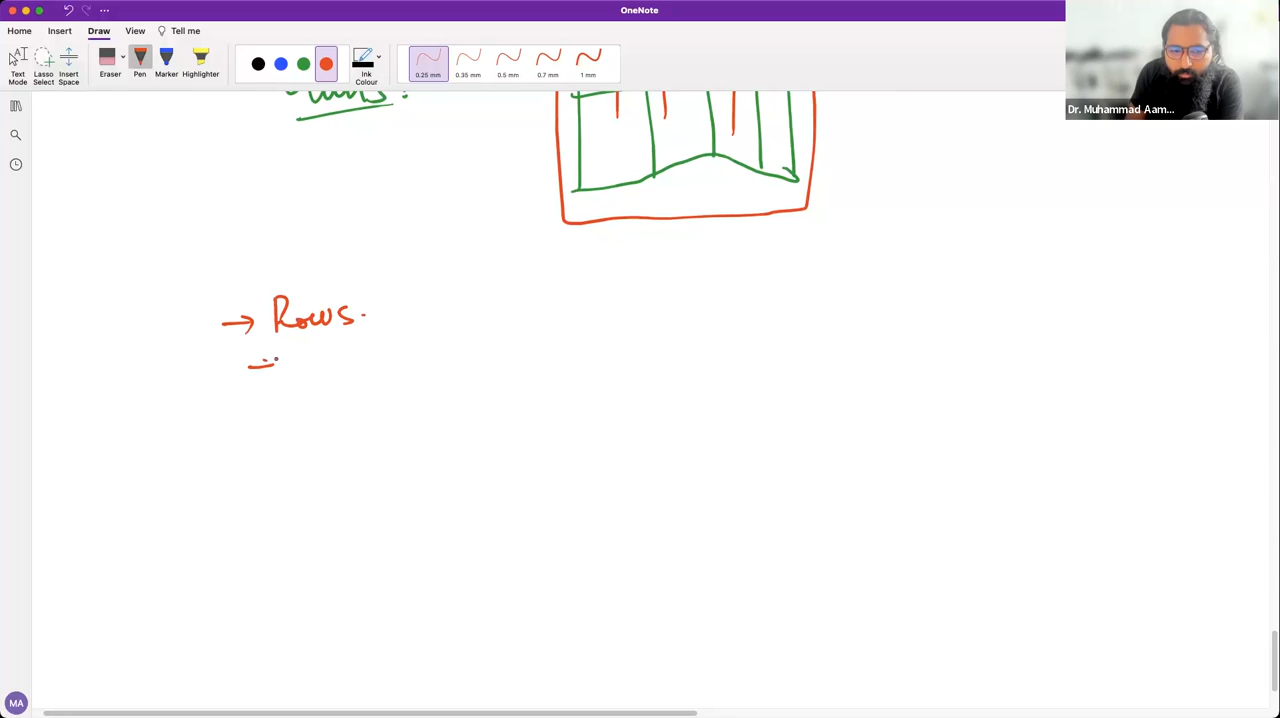 OneNote
Home Insert Draw View Tell me
Text Mode Lasso Select Insert Space Eraser Pen Marker Highlighter Ink Colour 0.25 mm 0.35 mm 0.5 mm 0.7 mm 1 mm
Dr. Muhammad Aam...
→ Rows.
MA